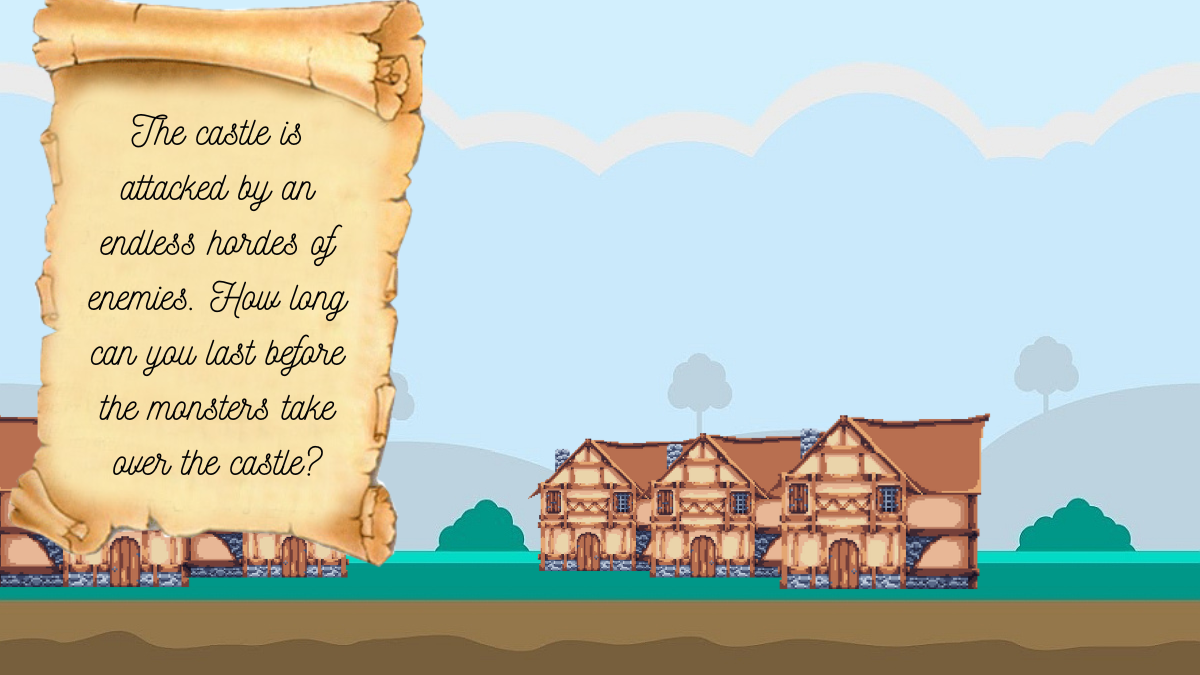 The castle is
attacked by an
endless hordes of
enemies. How long
can you last before
the monsters take
over the castle?